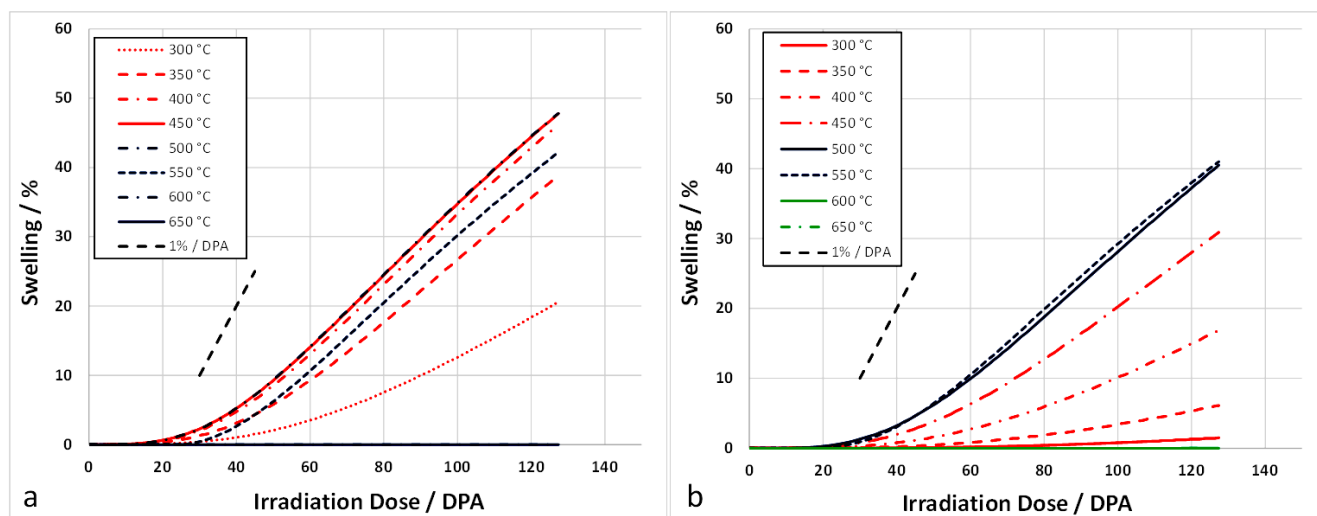 60
50
40
30
20
10
0
Swelling / %
300 °C
350 °C
400 °C
450 °C
500 °C
550 °C
600 °C
650 °C
1% / DPA
0 20 40 60 80 100 120 140
Irradiation Dose / DPA
a
60
50
40
30
20
10
0
Swelling / %
300 °C
350 °C
400 °C
450 °C
500 °C
550 °C
600 °C
650 °C
1% / DPA
0 20 40 60 80 100 120 140
Irradiation Dose / DPA
b